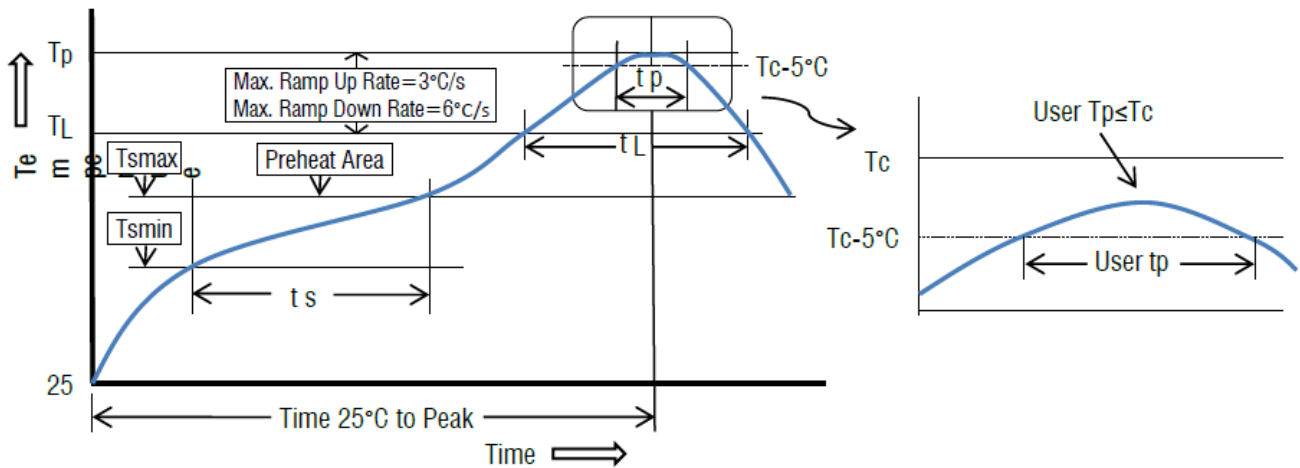 Tp
Max. Ramp Up Rate=3°C/s
Max. Ramp Down Rate=6°C/s
t p
Tc-5°C
TL
t L
Tsmax
Preheat Area
Tsmin
t s
25
Time 25°C to Peak
Time
User Tp≤Tc
Tc
Tc-5°C
User tp